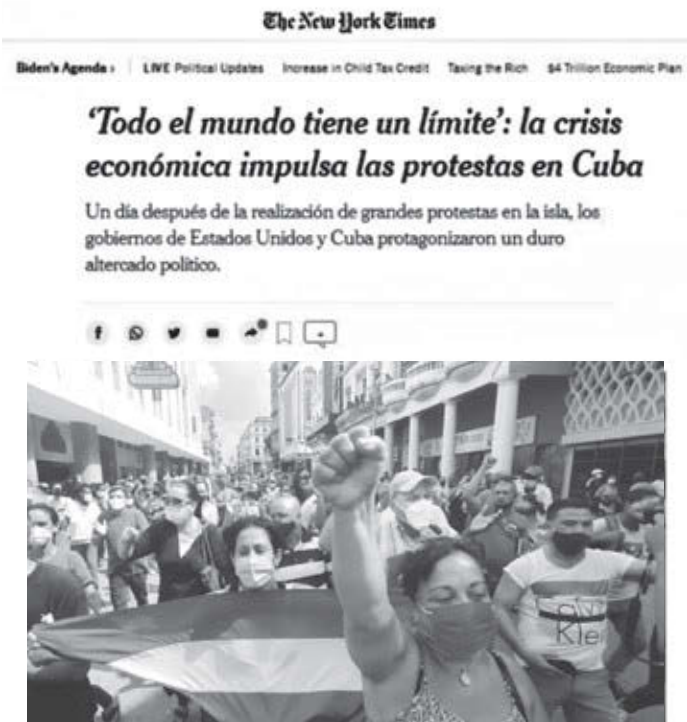 The New York Times
Biden's Agenda › LIVE Political Updates Increase in Child Tax Credit Taxing the Rich $4 Trillion Economic Plan
‘Todo el mundo tiene un límite’: la crisis
económica impulsa las protestas en Cuba
Un día después de la realización de grandes protestas en la isla, los
gobiernos de Estados Unidos y Cuba protagonizaron un duro
altercado político.